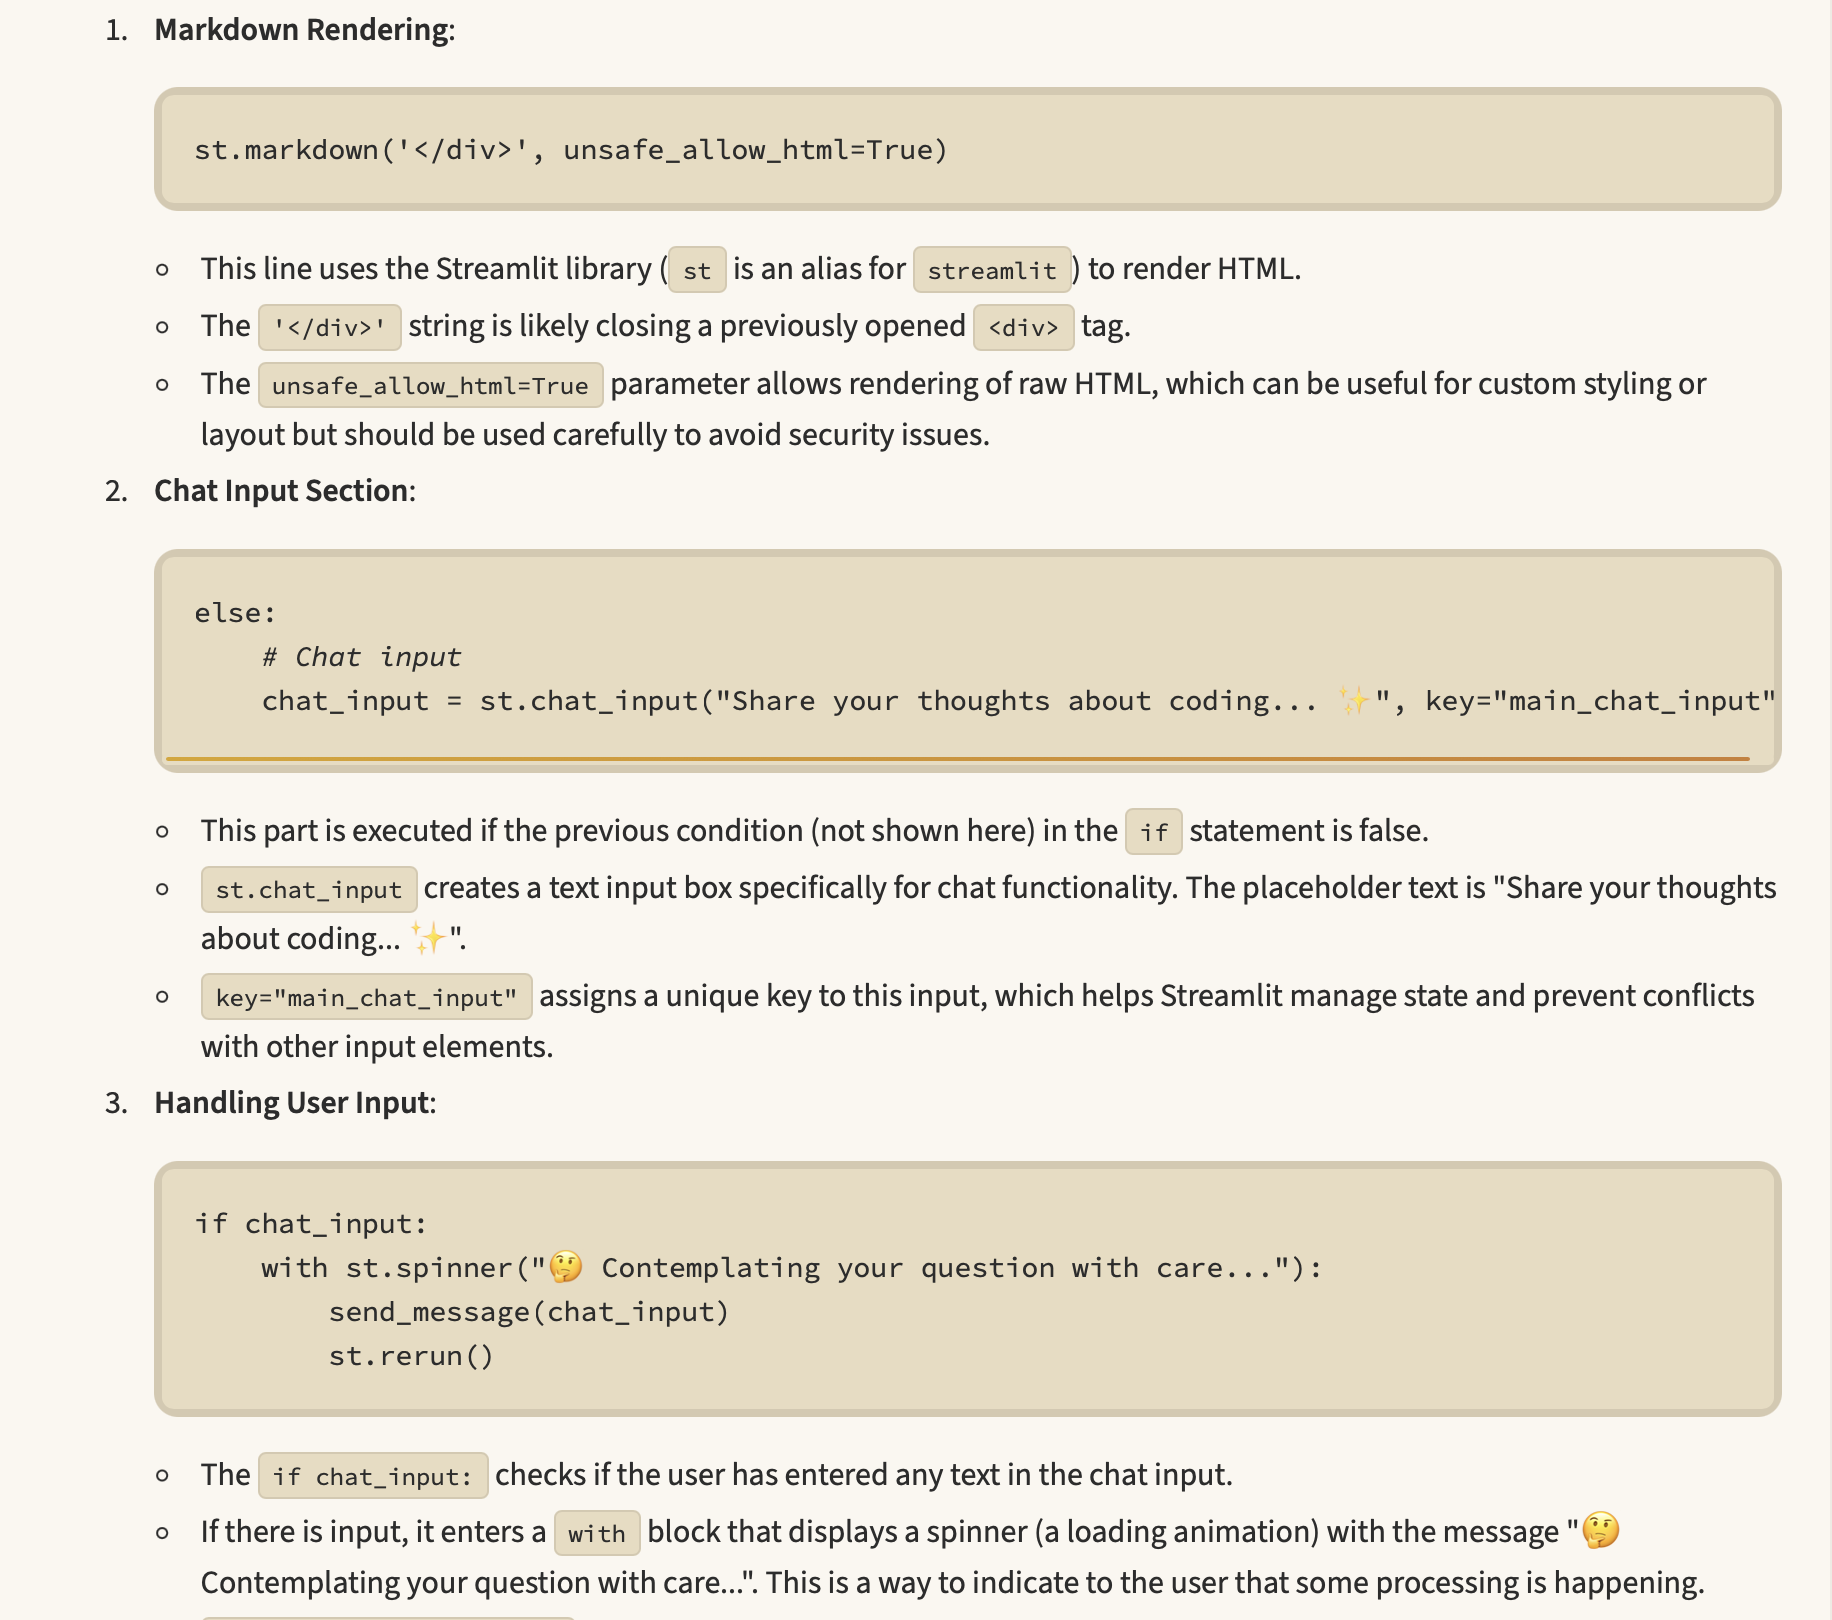 1. Markdown Rendering:
st.markdown('</div>', unsafe_allow_html=True)
This line uses the Streamlit library ( st is an alias for streamlit ) to render HTML.
The '</div>' string is likely closing a previously opened <div> tag.
The unsafe_allow_html=True parameter allows rendering of raw HTML, which can be useful for custom styling or
layout but should be used carefully to avoid security issues.
2. Chat Input Section:
else:
    # Chat input
    chat_input = st.chat_input("Share your thoughts about coding... ✨", key="main_chat_input"
This part is executed if the previous condition (not shown here) in the if statement is false.
st.chat_input creates a text input box specifically for chat functionality. The placeholder text is "Share your thoughts
about coding... ✨".
key="main_chat_input" assigns a unique key to this input, which helps Streamlit manage state and prevent conflicts
with other input elements.
3. Handling User Input:
if chat_input:
    with st.spinner("🤔 Contemplating your question with care..."):
        send_message(chat_input)
        st.rerun()
The if chat_input: checks if the user has entered any text in the chat input.
If there is input, it enters a with block that displays a spinner (a loading animation) with the message "🤔
Contemplating your question with care...". This is a way to indicate to the user that some processing is happening.